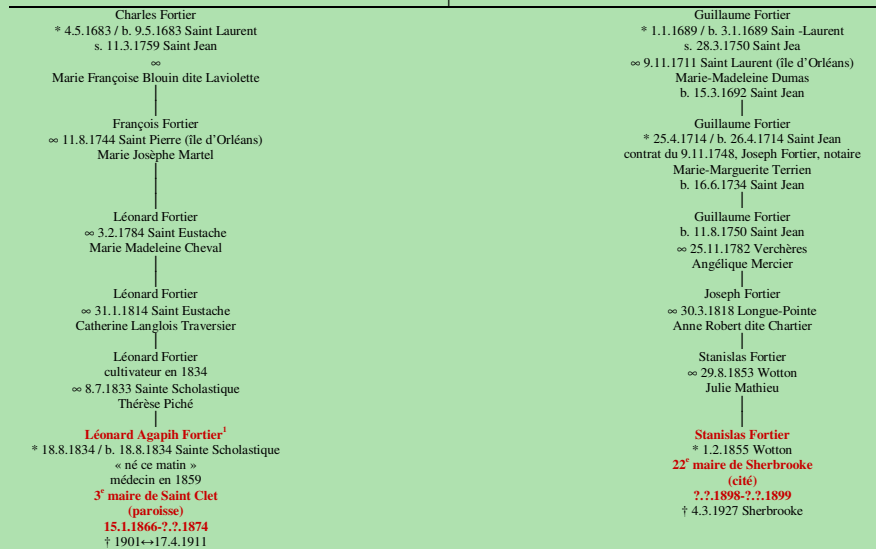 Charles Fortier
* 4.5.1683 / b. 9.5.1683 Saint Laurent
s. 11.3.1759 Saint Jean
∞
Marie Françoise Blouin dite Laviolette
François Fortier
∞ 11.8.1744 Saint Pierre (île d’Orléans)
Marie Josèphe Martel
Léonard Fortier
∞ 3.2.1784 Saint Eustache
Marie Madeleine Cheval
Léonard Fortier
∞ 31.1.1814 Saint Eustache
Catherine Langlois Traversier
Léonard Fortier
cultivateur en 1834
∞ 8.7.1833 Sainte Scholastique
Thérèse Piché
Léonard Agapih Fortier¹
* 18.8.1834 / b. 18.8.1834 Sainte Scholastique
« né ce matin »
médecin en 1859
3e maire de Saint Clet
(paroisse)
15.1.1866-?.?.1874
† 1901↔17.4.1911
Guillaume Fortier
* 1.1.1689 / b. 3.1.1689 Sain -Laurent
s. 28.3.1750 Saint Jea
∞ 9.11.1711 Saint Laurent (île d’Orléans)
Marie-Madeleine Dumas
b. 15.3.1692 Saint Jean
Guillaume Fortier
* 25.4.1714 / b. 26.4.1714 Saint Jean
contrat du 9.11.1748, Joseph Fortier, notaire
Marie-Marguerite Terrien
b. 16.6.1734 Saint Jean
Guillaume Fortier
b. 11.8.1750 Saint Jean
∞ 25.11.1782 Verchères
Angélique Mercier
Joseph Fortier
∞ 30.3.1818 Longue-Pointe
Anne Robert dite Chartier
Stanislas Fortier
∞ 29.8.1853 Wotton
Julie Mathieu
Stanislas Fortier
* 1.2.1855 Wotton
22e maire de Sherbrooke
(cité)
?.?.1898-?.?.1899
† 4.3.1927 Sherbrooke